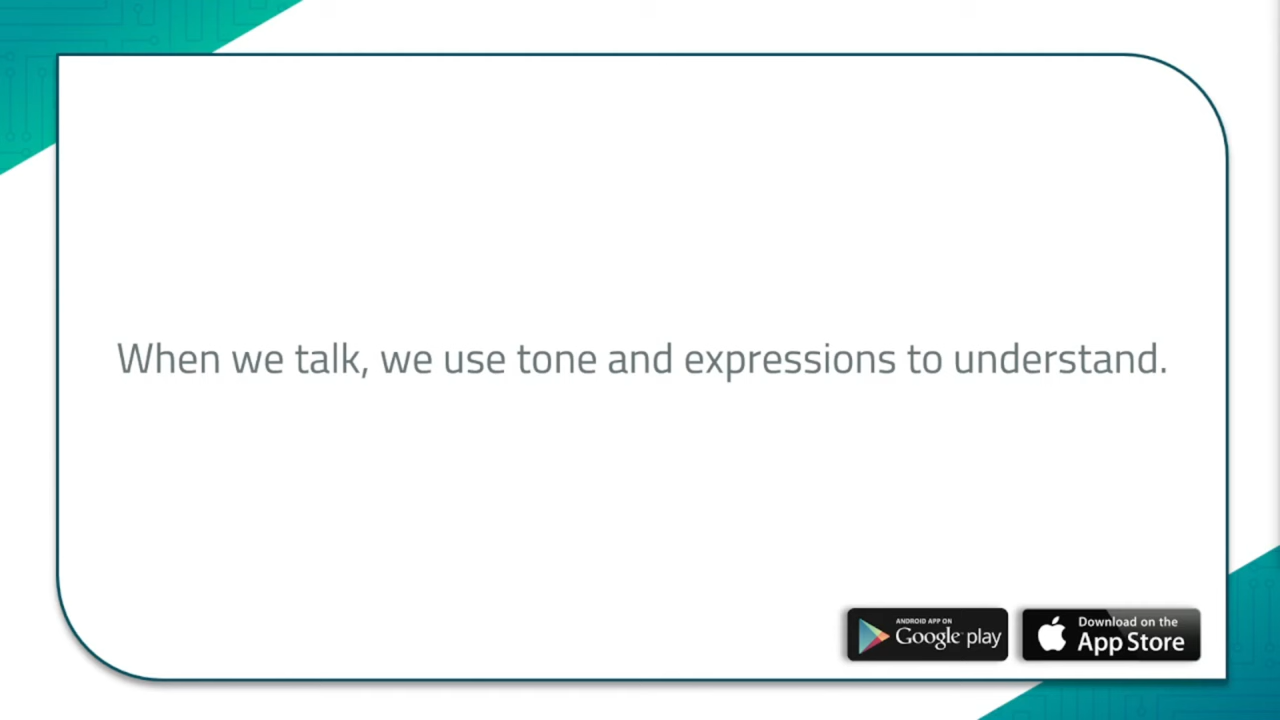 When we talk, we use tone and expressions to understand.
ANDROID APP ON
Google play
Download on the
App Store